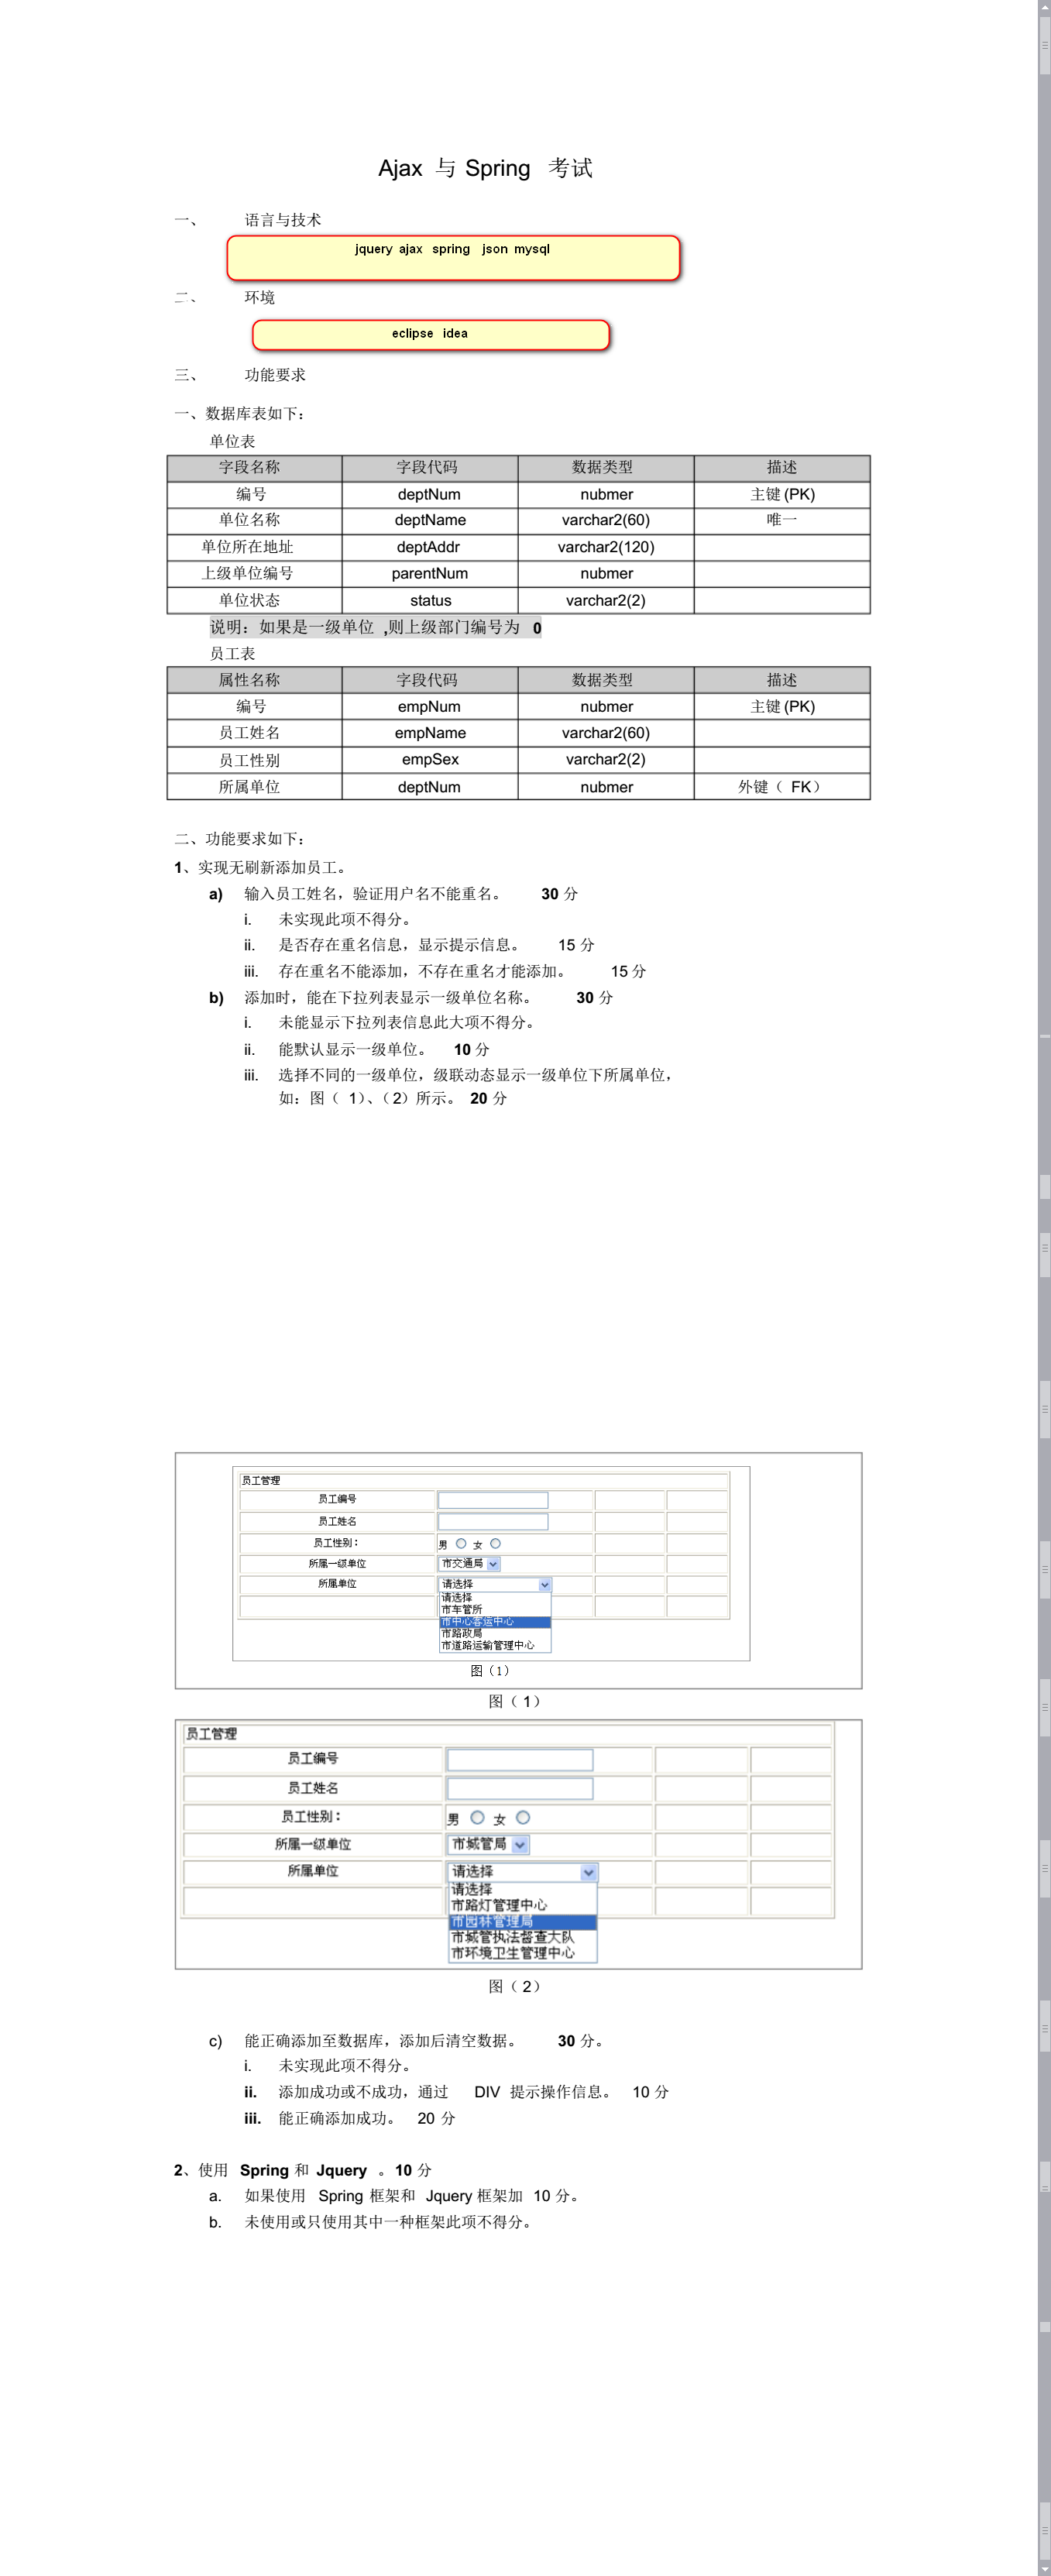 Ajax 与 Spring 考试
一、 语言与技术
jquery ajax spring json mysql
二、 环境
eclipse idea
三、 功能要求
一、数据库表如下：
单位表
字段名称 字段代码 数据类型 描述
编号 deptNum nubmer 主键 (PK)
单位名称 deptName varchar2(60) 唯一
单位所在地址 deptAddr varchar2(120)
上级单位编号 parentNum nubmer
单位状态 status varchar2(2)
说明：如果是一级单位 ,则上级部门编号为 0
员工表
属性名称 字段代码 数据类型 描述
编号 empNum nubmer 主键 (PK)
员工姓名 empName varchar2(60)
员工性别 empSex varchar2(2)
所属单位 deptNum nubmer 外键（ FK）
二、功能要求如下：
1、实现无刷新添加员工。
a) 输入员工姓名，验证用户名不能重名。 30 分
i. 未实现此项不得分。
ii. 是否存在重名信息，显示提示信息。 15 分
iii. 存在重名不能添加，不存在重名才能添加。 15 分
b) 添加时，能在下拉列表显示一级单位名称。 30 分
i. 未能显示下拉列表信息此大项不得分。
ii. 能默认显示一级单位。 10 分
iii. 选择不同的一级单位，级联动态显示一级单位下所属单位，
如：图（ 1）、（2）所示。 20 分
员工管理
员工编号
员工姓名
员工性别： 男 女
所属一级单位 市交通局
所属单位 请选择
请选择
市车管所
市中心客运中心
市路政局
市道路运输管理中心
图（1）
图（ 1）
员工管理
员工编号
员工姓名
员工性别： 男 女
所属一级单位 市城管局
所属单位 请选择
请选择
市路灯管理中心
市园林管理局
市城管执法督查大队
市环境卫生管理中心
图（ 2）
c) 能正确添加至数据库，添加后清空数据。 30 分。
i. 未实现此项不得分。
ii. 添加成功或不成功，通过 DIV 提示操作信息。 10 分
iii. 能正确添加成功。 20 分
2、使用 Spring 和 Jquery 。10 分
a. 如果使用 Spring 框架和 Jquery 框架加 10 分。
b. 未使用或只使用其中一种框架此项不得分。